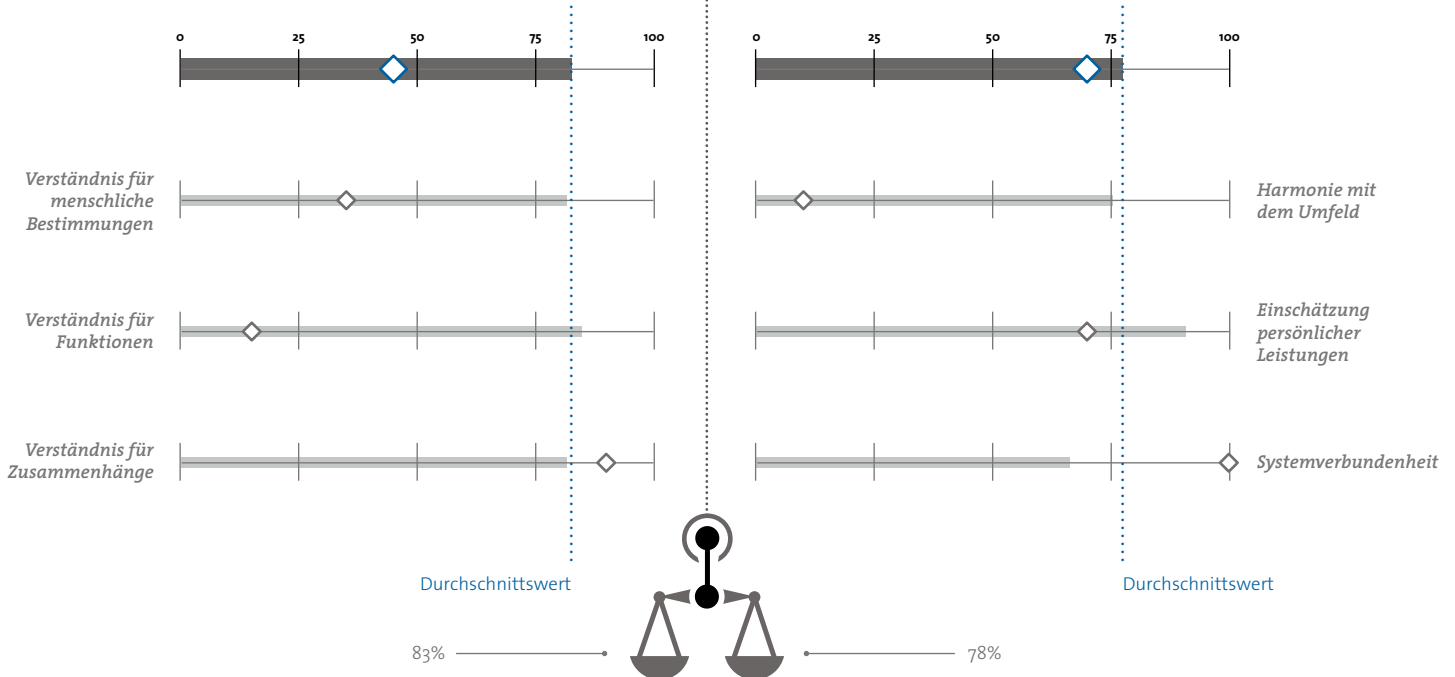 0 25 50 75 100
0 25 50 75 100
Verständnis für
menschliche
Bestimmungen
Harmonie mit
dem Umfeld
Verständnis für
Funktionen
Einschätzung
persönlicher
Leistungen
Verständnis für
Zusammenhänge
Systemverbundenheit
Durchschnittswert
Durchschnittswert
83%
78%